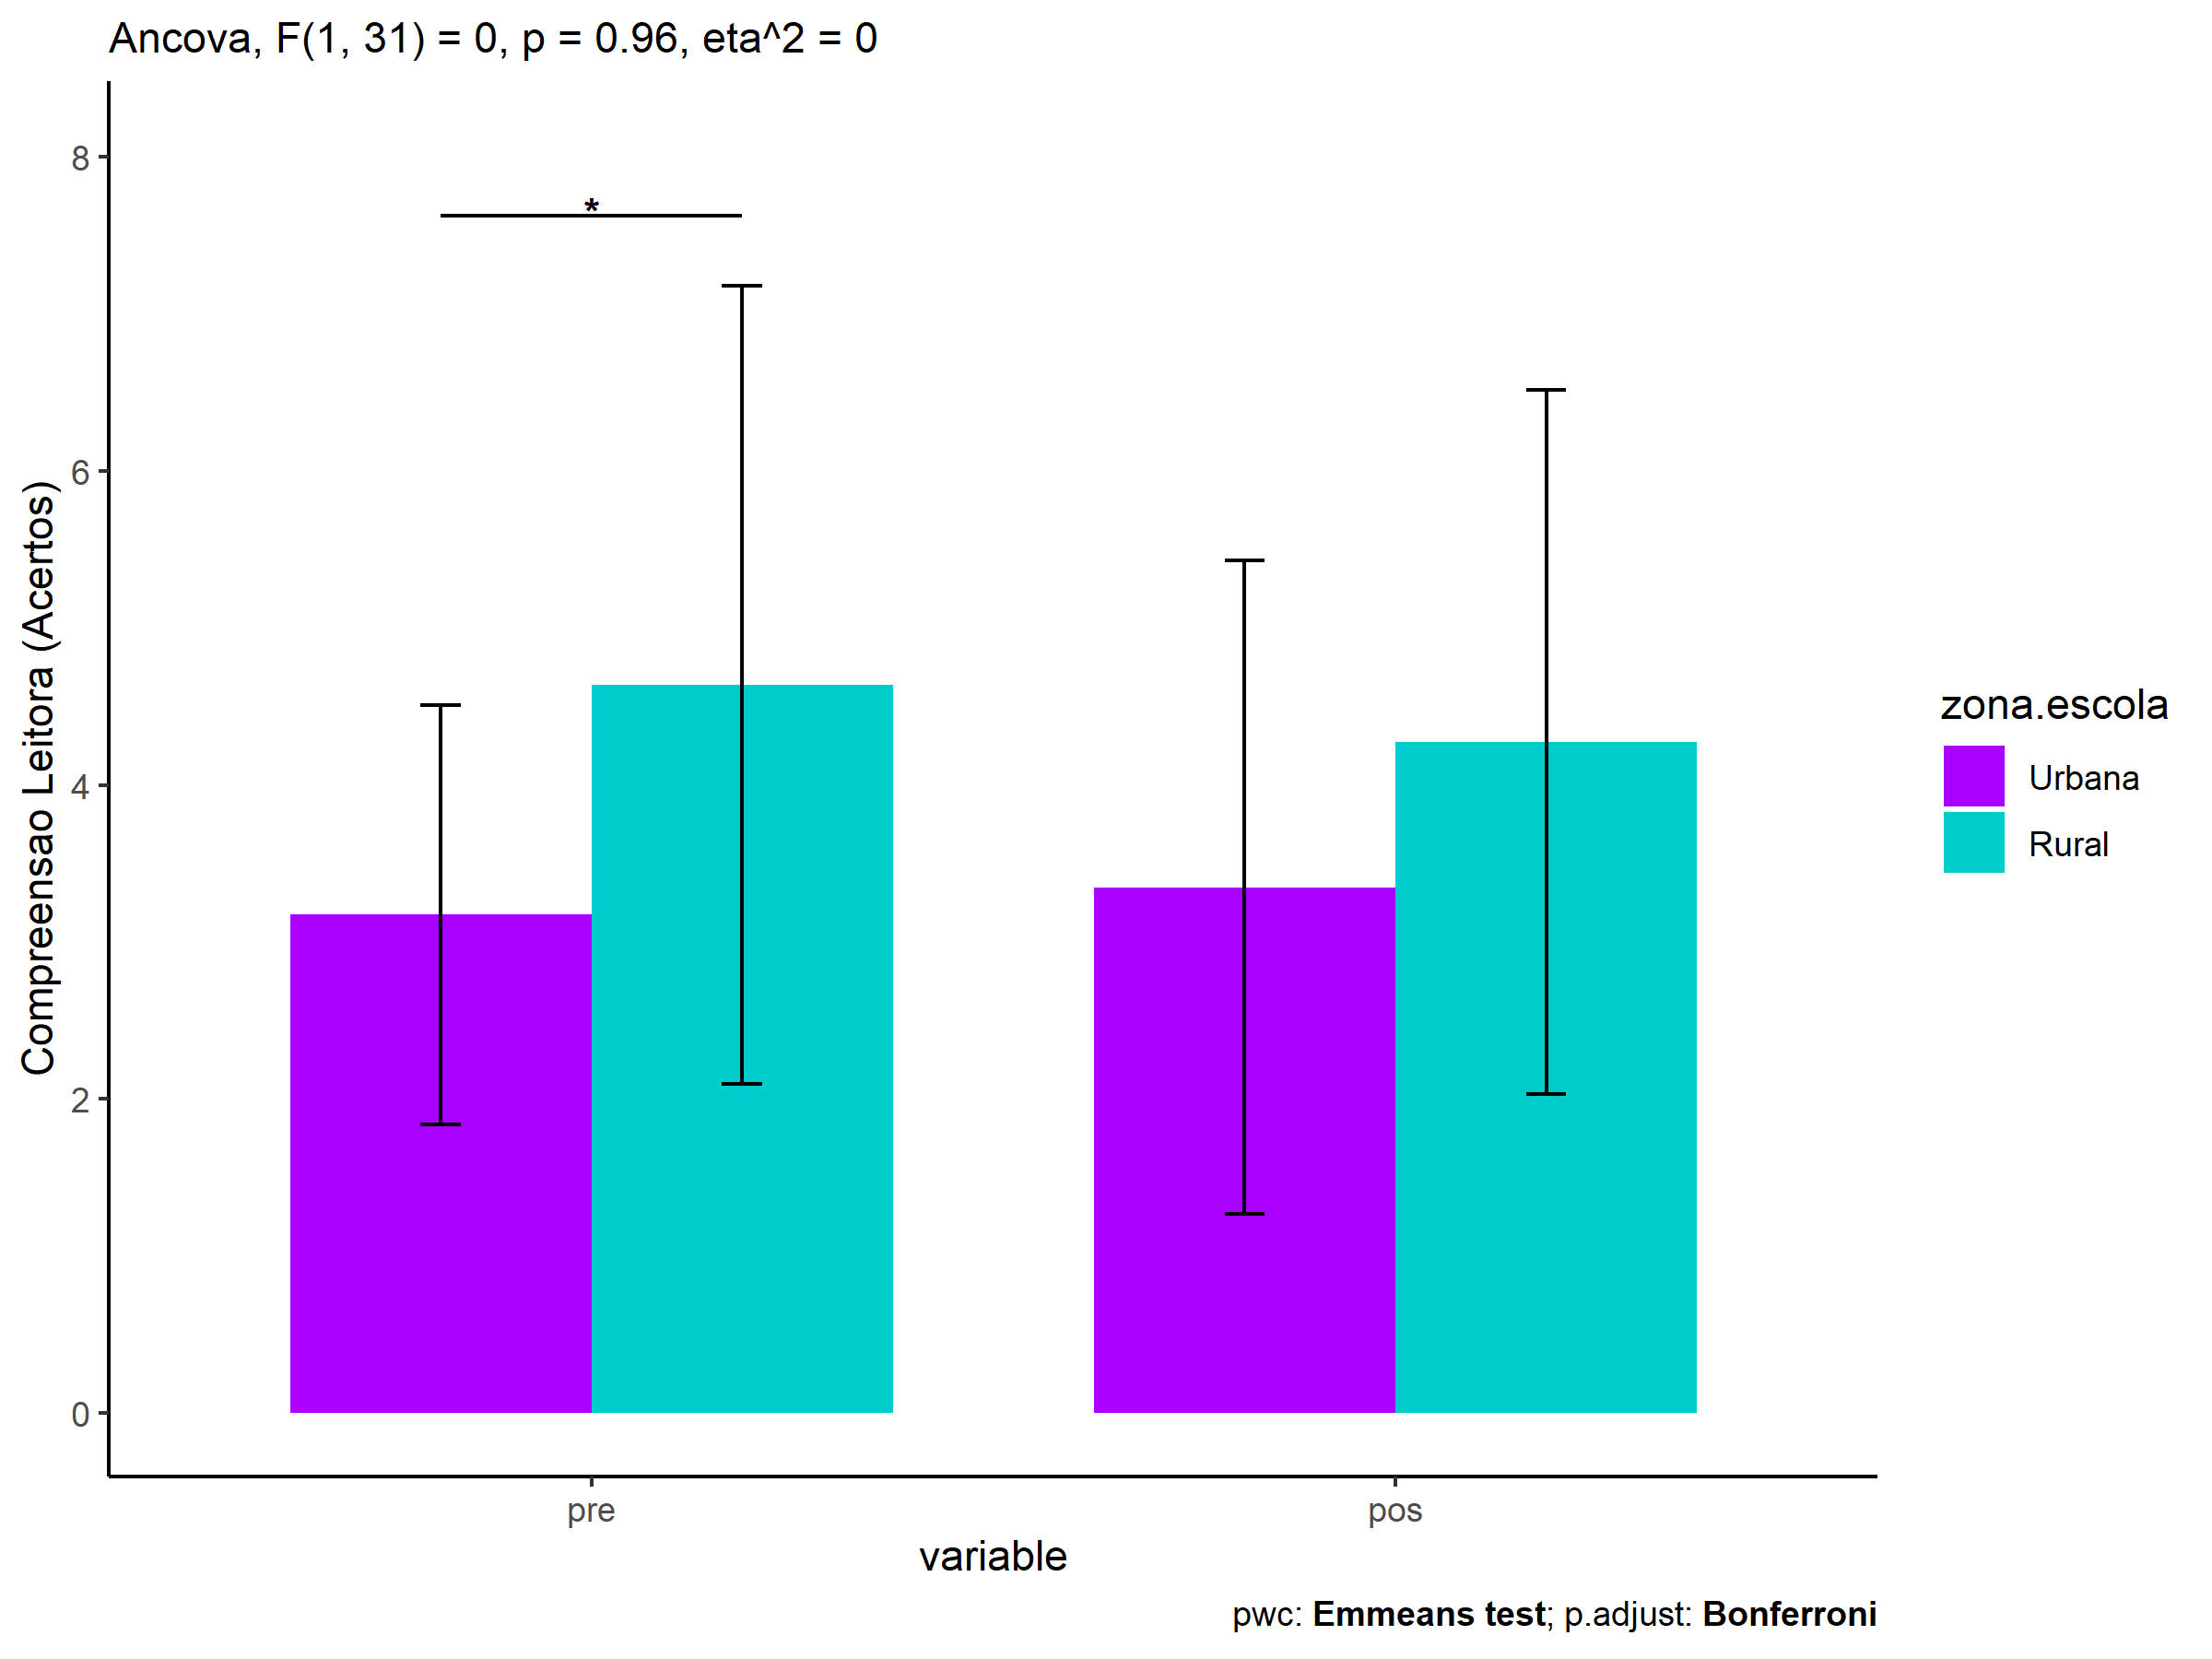 Ancova, F(1, 31) = 0, p = 0.96, eta^2 = 0
Compreensao Leitora (Acertos)
8
6
4
2
0
*
pre
pos
variable
zona.escola
Urbana
Rural
pwc: Emmeans test; p.adjust: Bonferroni